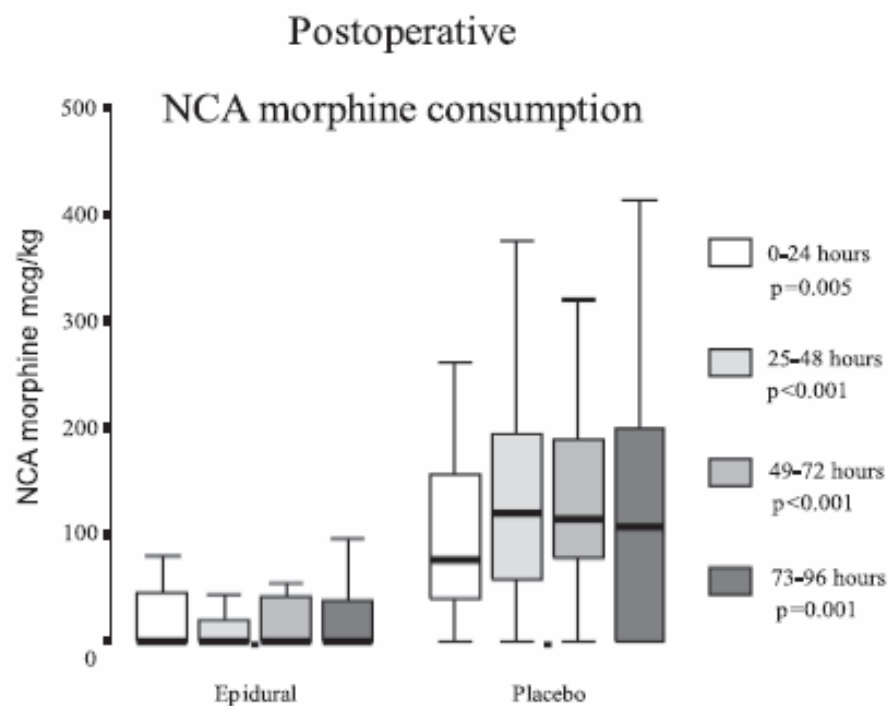 Postoperative
NCA morphine consumption
NCA morphine mcg/kg
500
400
300
200
100
0
0-24 hours
p=0.005
25-48 hours
p<0.001
49-72 hours
p<0.001
73-96 hours
p=0.001
Epidural
Placebo